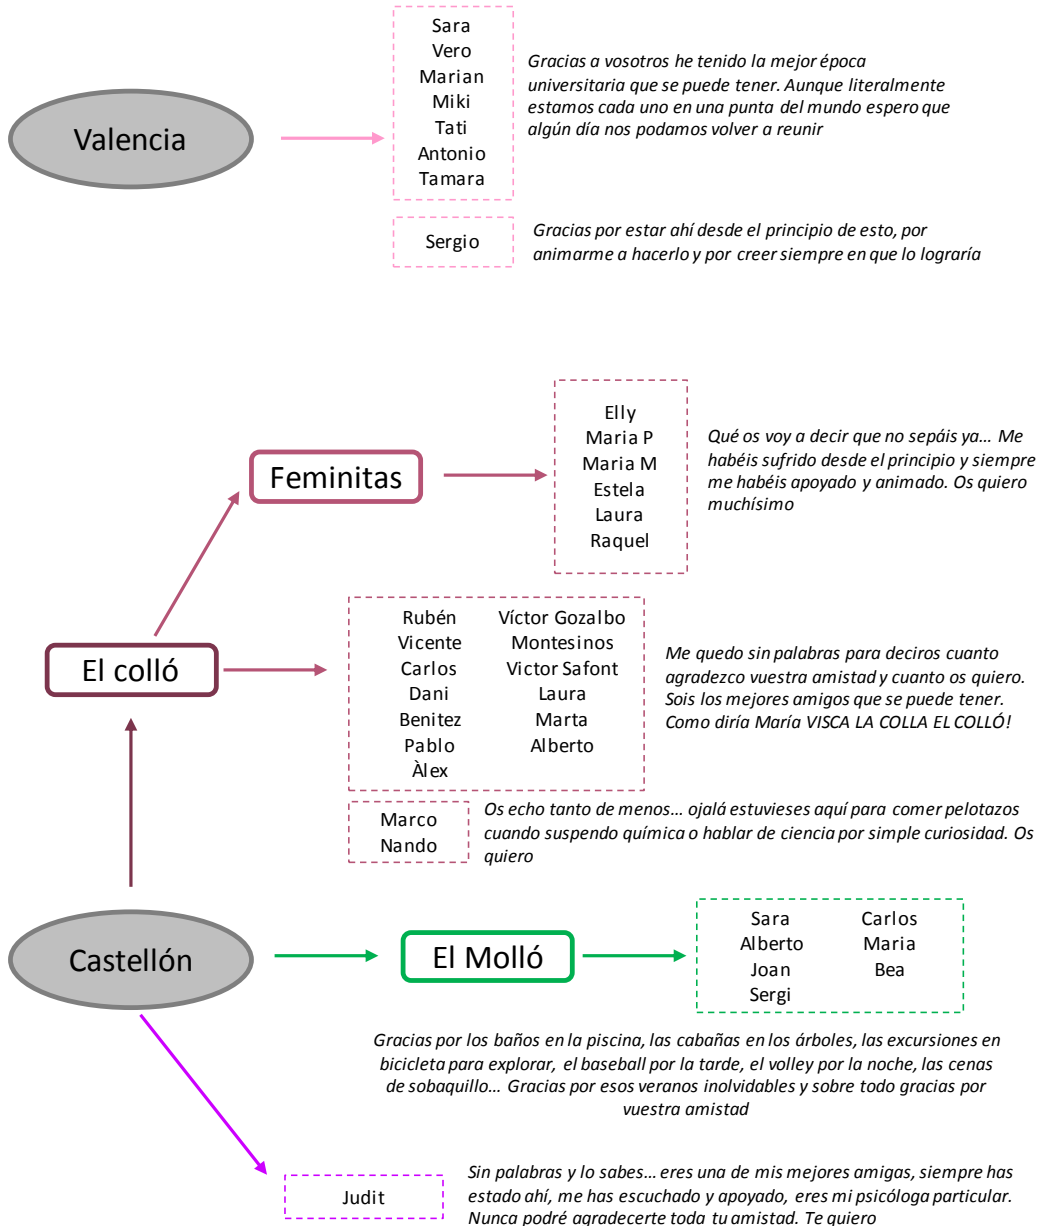 Valencia
Sara
Vero
Marian
Miki
Tati
Antonio
Tamara
Gracias a vosotros he tenido la mejor época
universitaria que se puede tener. Aunque literalmente
estamos cada uno en una punta del mundo espero que
algún día nos podamos volver a reunir
Sergio
Gracias por estar ahí desde el principio de esto, por
animarme a hacerlo y por creer siempre en que lo lograría
Feminitas
Elly
Maria P
Maria M
Estela
Laura
Raquel
Qué os voy a decir que no sepáis ya... Me
habéis sufrido desde el principio y siempre
me habéis apoyado y animado. Os quiero
muchísimo
El colló
Rubén
Vicente
Carlos
Dani
Benitez
Pablo
Àlex
Víctor Gozalbo
Montesinos
Victor Safont
Laura
Marta
Alberto
Me quedo sin palabras para deciros cuanto
agradezco vuestra amistad y cuanto os quiero.
Sois los mejores amigos que se puede tener.
Como diría María VISCA LA COLLA EL COLLÓ!
Marco
Nando
Os echo tanto de menos... ojalá estuvieses aquí para comer pelotazos
cuando suspendo química o hablar de ciencia por simple curiosidad. Os
quiero
Castellón
El Molló
Sara
Alberto
Joan
Sergi
Carlos
Maria
Bea
Gracias por los baños en la piscina, las cabañas en los árboles, las excursiones en
bicicleta para explorar, el baseball por la tarde, el volley por la noche, las cenas
de sobaquillo... Gracias por esos veranos inolvidables y sobre todo gracias por
vuestra amistad
Judit
Sin palabras y lo sabes... eres una de mis mejores amigas, siempre has
estado ahí, me has escuchado y apoyado, eres mi psicóloga particular.
Nunca podré agradecerte toda tu amistad. Te quiero